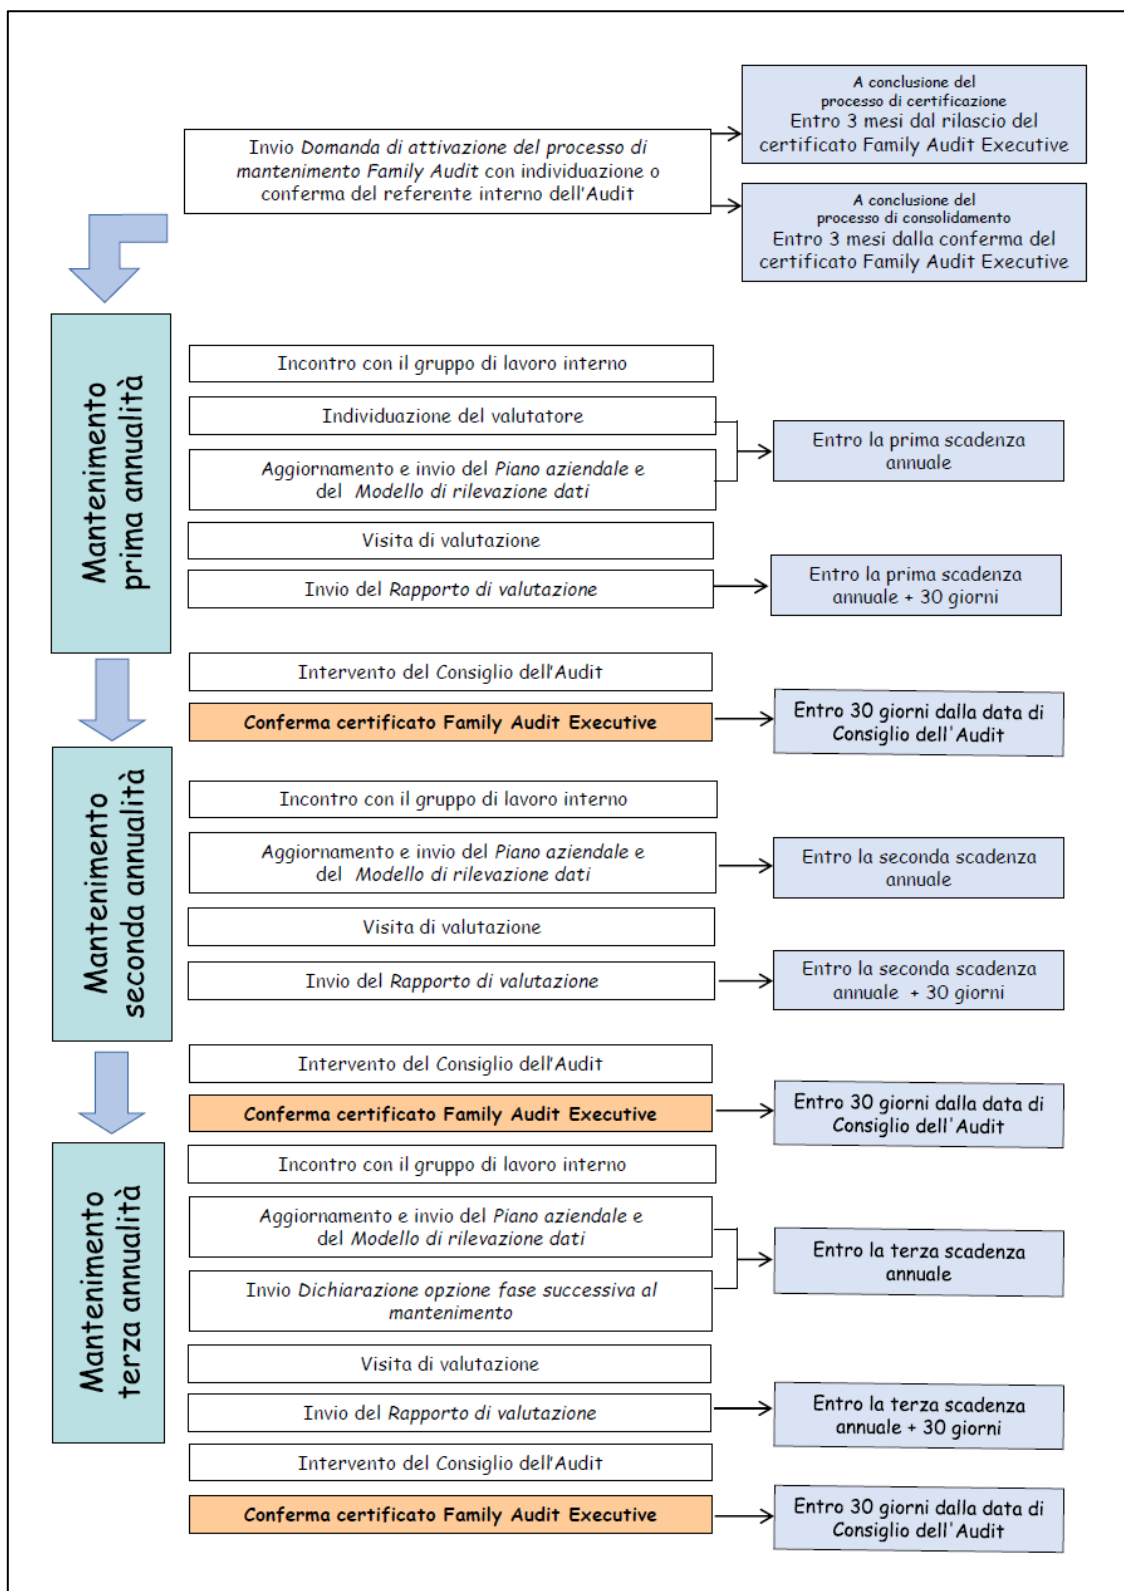 A conclusione del
processo di certificazione
Entro 3 mesi dal rilascio del
certificato Family Audit Executive
Invio Domanda di attivazione del processo di
mantenimento Family Audit con individuazione o
conferma del referente interno dell'Audit
A conclusione del
processo di consolidamento
Entro 3 mesi dalla conferma del
certificato Family Audit Executive
Mantenimento
prima annualità
Incontro con il gruppo di lavoro interno
Individuazione del valutatore
Aggiornamento e invio del Piano aziendale e
del Modello di rilevazione dati
Entro la prima scadenza
annuale
Visita di valutazione
Invio del Rapporto di valutazione
Entro la prima scadenza
annuale + 30 giorni
Intervento del Consiglio dell'Audit
Conferma certificato Family Audit Executive
Entro 30 giorni dalla data di
Consiglio dell'Audit
Mantenimento
seconda annualità
Incontro con il gruppo di lavoro interno
Aggiornamento e invio del Piano aziendale e
del Modello di rilevazione dati
Entro la seconda scadenza
annuale
Visita di valutazione
Invio del Rapporto di valutazione
Entro la seconda scadenza
annuale + 30 giorni
Intervento del Consiglio dell'Audit
Conferma certificato Family Audit Executive
Entro 30 giorni dalla data di
Consiglio dell'Audit
Mantenimento
terza annualità
Incontro con il gruppo di lavoro interno
Aggiornamento e invio del Piano aziendale e
del Modello di rilevazione dati
Invio Dichiarazione opzione fase successiva al
mantenimento
Entro la terza scadenza
annuale
Visita di valutazione
Invio del Rapporto di valutazione
Entro la terza scadenza
annuale + 30 giorni
Intervento del Consiglio dell'Audit
Conferma certificato Family Audit Executive
Entro 30 giorni dalla data di
Consiglio dell'Audit